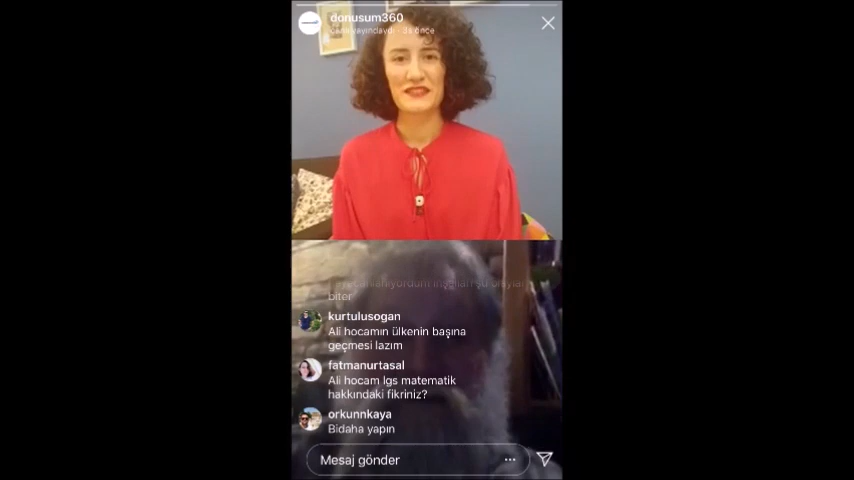 donusum360
önce
biter
kurtulusogan
Ali hocamın ülkenin başına
geçmesi lazım
fatmanurtasal
Ali hocam lgs matematik
hakkındaki fikriniz?
orkunnkaya
Bidaha yapın
Mesaj gönder